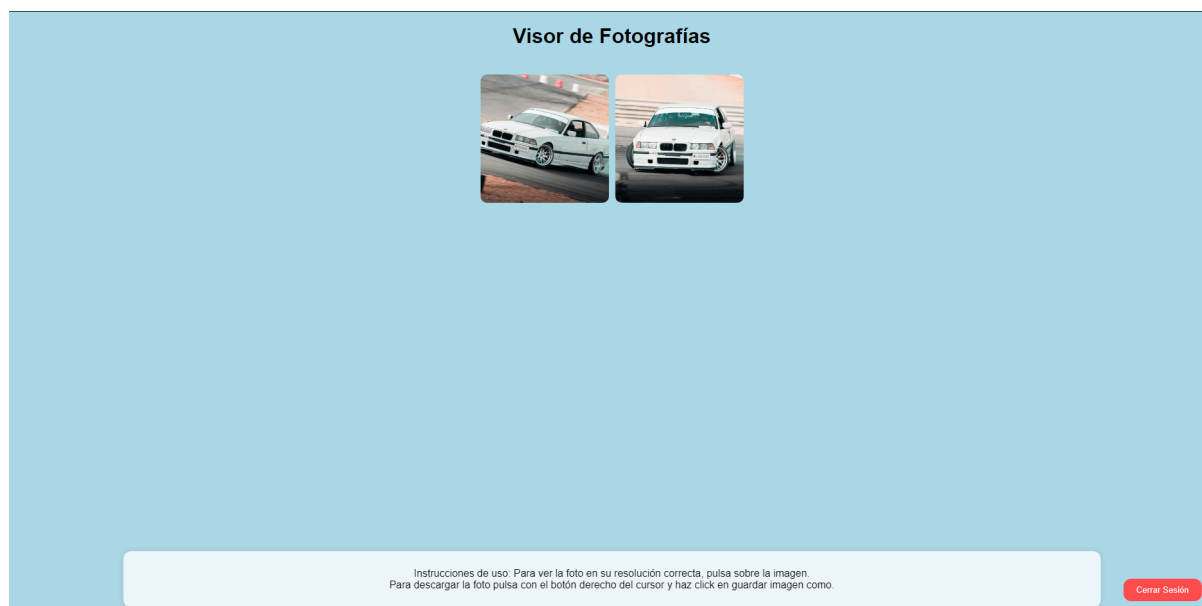 Visor de Fotografías
Instrucciones de uso: Para ver la foto en su resolución correcta, pulsa sobre la imagen.
Para descargar la foto pulsa con el botón derecho del cursor y haz click en guardar imagen como.
Cerrar Sesión